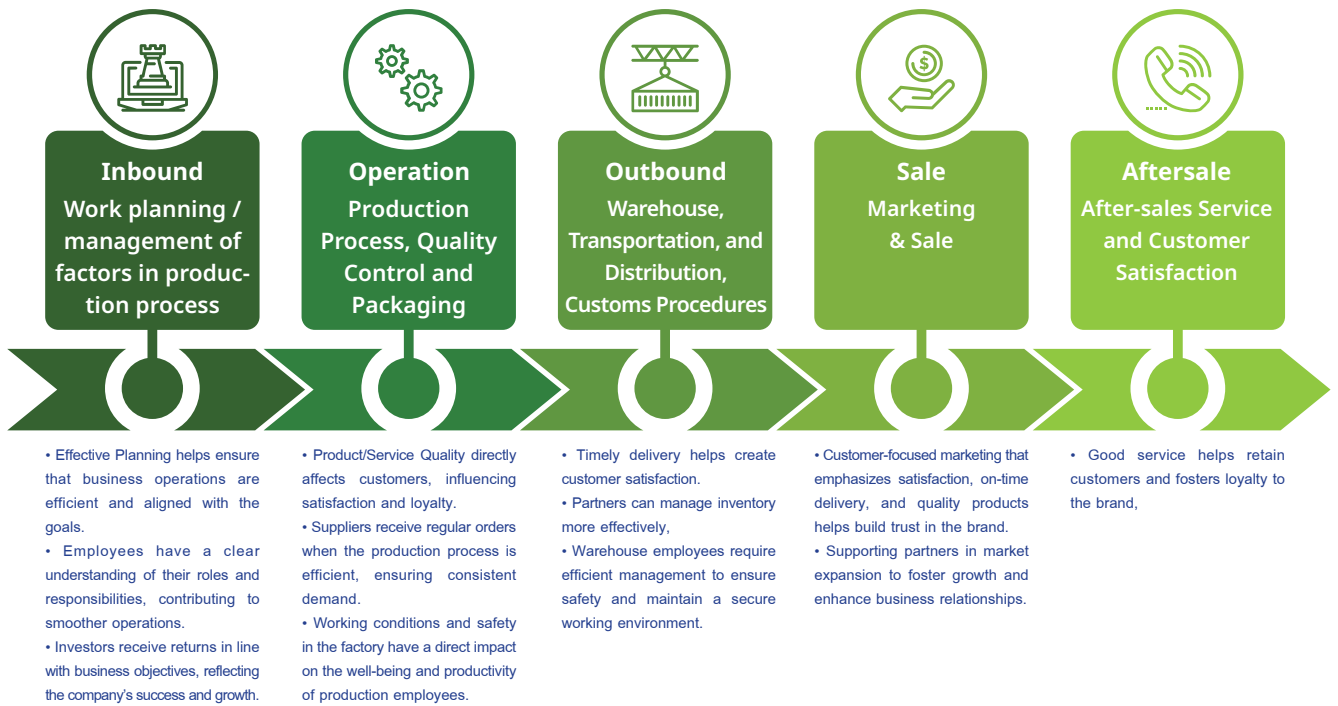 $
Inbound
Work planning /
management of
factors in produc-
tion process
Operation
Production
Process, Quality
Control and
Packaging
Outbound
Warehouse,
Transportation, and
Distribution,
Customs Procedures
Sale
Marketing
& Sale
Aftersale
After-sales Service
and Customer
Satisfaction
• Effective Planning helps ensure
that business operations are
efficient and aligned with the
goals.
• Employees have a clear
understanding of their roles and
responsibilities, contributing to
smoother operations.
• Investors receive returns in line
with business objectives, reflecting
the company's success and growth.
• Product/Service Quality directly
affects customers, influencing
satisfaction and loyalty.
• Suppliers receive regular orders
when the production process is
efficient, ensuring consistent
demand.
• Working conditions and safety
in the factory have a direct impact
on the well-being and productivity
of production employees.
• Timely delivery helps create
customer satisfaction.
• Partners can manage inventory
more effectively,
• Warehouse employees require
efficient management to ensure
safety and maintain a secure
working environment.
• Customer-focused marketing that
emphasizes satisfaction, on-time
delivery, and quality products
helps build trust in the brand.
• Supporting partners in market
expansion to foster growth and
enhance business relationships.
• Good service helps retain
customers and fosters loyalty to
the brand,